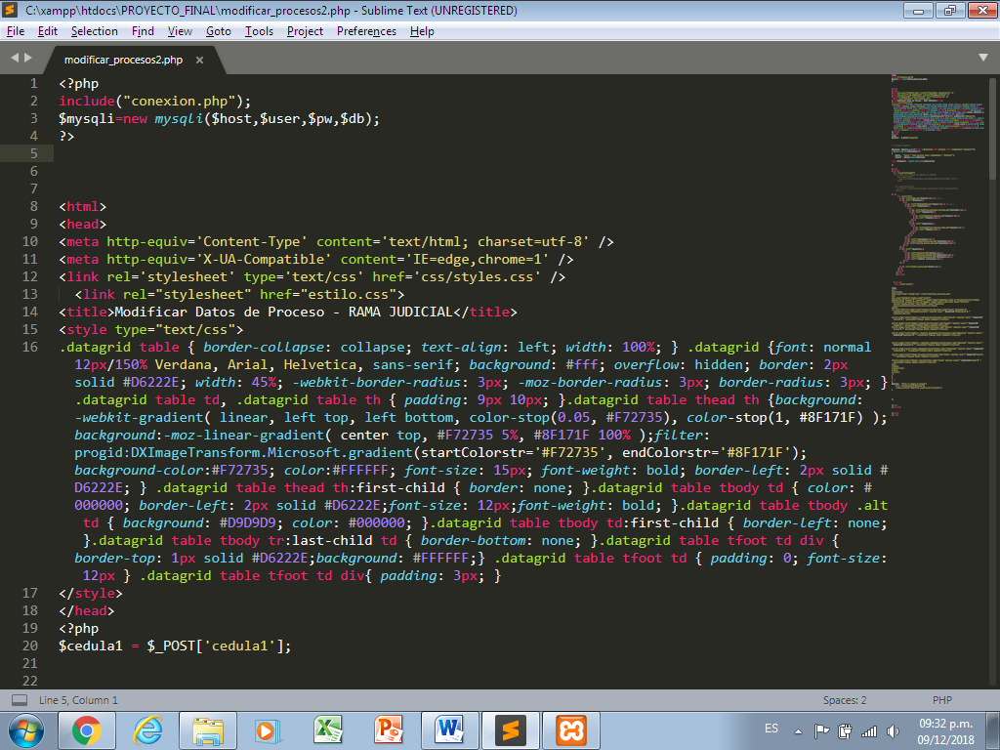 C:\xampp\htdocs\PROYECTO_FINAL\modificar_procesos2.php - Sublime Text (UNREGISTERED)
File Edit Selection Find View Goto Tools Project Preferences Help
modificar_procesos2.php ×
1 <?php
2 include("conexion.php");
3 $mysqli=new mysqli($host,$user,$pw,$db);
4 ?>
5
6
7
8 <html>
9 <head>
10 <meta http-equiv='Content-Type' content='text/html; charset=utf-8' />
11 <meta http-equiv='X-UA-Compatible' content='IE=edge,chrome=1' />
12 <link rel='stylesheet' type='text/css' href='css/styles.css' />
13 <link rel="stylesheet" href="estilo.css">
14 <title>Modificar Datos de Proceso - RAMA JUDICIAL</title>
15 <style type="text/css">
16 .datagrid table { border-collapse: collapse; text-align: left; width: 100%; } .datagrid {font: normal
12px/150% Verdana, Arial, Helvetica, sans-serif; background: #fff; overflow: hidden; border: 2px
solid #D6222E; width: 45%; -webkit-border-radius: 3px; -moz-border-radius: 3px; border-radius: 3px; }
.datagrid table td, .datagrid table th { padding: 9px 10px; }.datagrid table thead th {background:
-webkit-gradient( linear, left top, left bottom, color-stop(0.05, #F72735), color-stop(1, #8F171F) );
background:-moz-linear-gradient( center top, #F72735 5%, #8F171F 100% );filter:
progid:DXImageTransform.Microsoft.gradient(startColorstr='#F72735', endColorstr='#8F171F');
background-color:#F72735; color:#FFFFFF; font-size: 15px; font-weight: bold; border-left: 2px solid #
D6222E; } .datagrid table thead th:first-child { border: none; }.datagrid table tbody td { color: #
000000; border-left: 2px solid #D6222E;font-size: 12px;font-weight: bold; }.datagrid table tbody .alt
td { background: #D9D9D9; color: #000000; }.datagrid table tbody td:first-child { border-left: none;
}.datagrid table tbody tr:last-child td { border-bottom: none; }.datagrid table tfoot td div {
border-top: 1px solid #D6222E;background: #FFFFFF;} .datagrid table tfoot td { padding: 0; font-size:
12px } .datagrid table tfoot td div{ padding: 3px; }
17 </style>
18 </head>
19 <?php
20 $cedula1 = $_POST['cedula1'];
21
22
Line 5, Column 1 Spaces: 2 PHP
ES 09:32 p.m.
09/12/2018